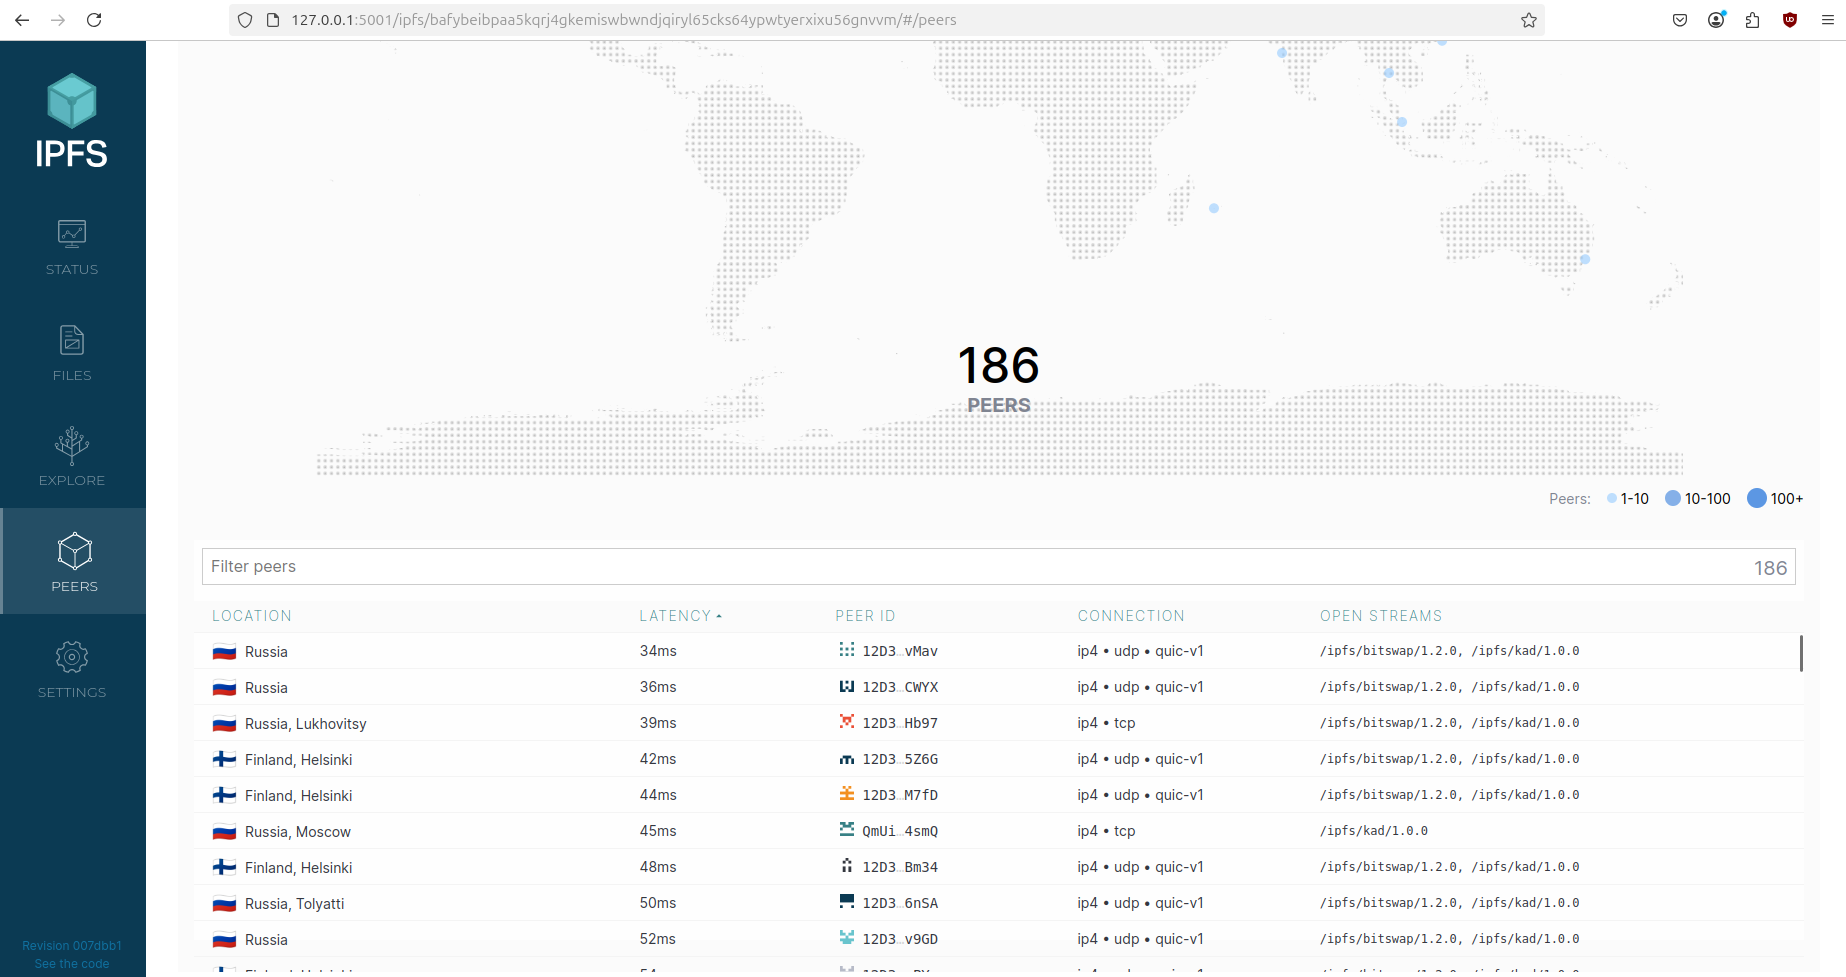 127.0.0.1:5001/ipfs/bafybeibpaa5kqrj4gkemiswbwndjqiryl65cks64ypwtyerxixu56gnvvm/#/peers
IPFS
STATUS
FILES
EXPLORE
PEERS
SETTINGS
Revision 007dbb1
See the code
186
PEERS
Peers: 1-10 10-100 100+
Filter peers 186
LOCATION LATENCY PEER ID CONNECTION OPEN STREAMS
Russia 34ms 12D3…vMav ip4 • udp • quic-v1 /ipfs/bitswap/1.2.0, /ipfs/kad/1.0.0
Russia 36ms 12D3…CWYX ip4 • udp • quic-v1 /ipfs/bitswap/1.2.0, /ipfs/kad/1.0.0
Russia, Lukhovitsy 39ms 12D3…Hb97 ip4 • tcp /ipfs/bitswap/1.2.0, /ipfs/kad/1.0.0
Finland, Helsinki 42ms 12D3…5Z6G ip4 • udp • quic-v1 /ipfs/bitswap/1.2.0, /ipfs/kad/1.0.0
Finland, Helsinki 44ms 12D3…M7fD ip4 • udp • quic-v1 /ipfs/bitswap/1.2.0, /ipfs/kad/1.0.0
Russia, Moscow 45ms QmUi…4smQ ip4 • tcp /ipfs/kad/1.0.0
Finland, Helsinki 48ms 12D3…Bm34 ip4 • udp • quic-v1 /ipfs/bitswap/1.2.0, /ipfs/kad/1.0.0
Russia, Tolyatti 50ms 12D3…6nSA ip4 • udp • quic-v1 /ipfs/bitswap/1.2.0, /ipfs/kad/1.0.0
Russia 52ms 12D3…v9GD ip4 • udp • quic-v1 /ipfs/bitswap/1.2.0, /ipfs/kad/1.0.0